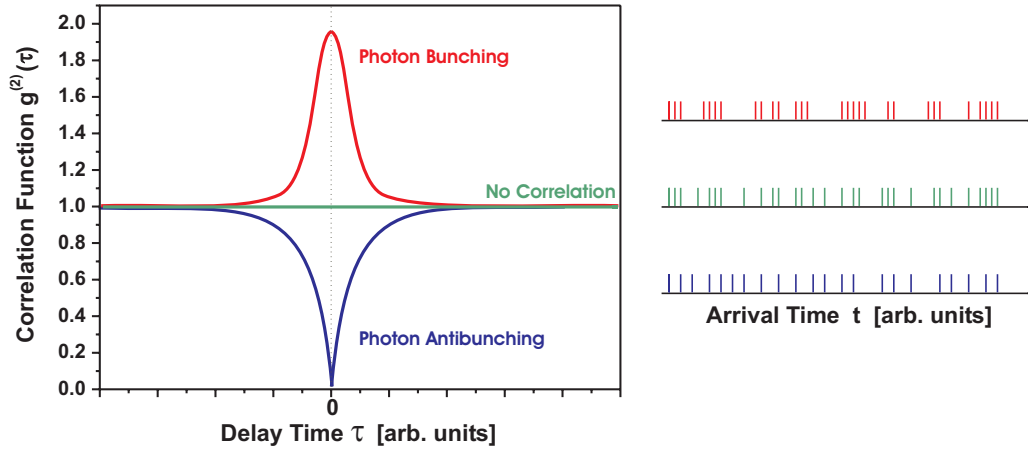 Correlation Function g(2)(τ)
2.0
1.8
1.6
1.4
1.2
1.0
0.8
0.6
0.4
0.2
0.0
Photon Bunching
No Correlation
Photon Antibunching
0
Delay Time τ [arb. units]
Arrival Time t [arb. units]